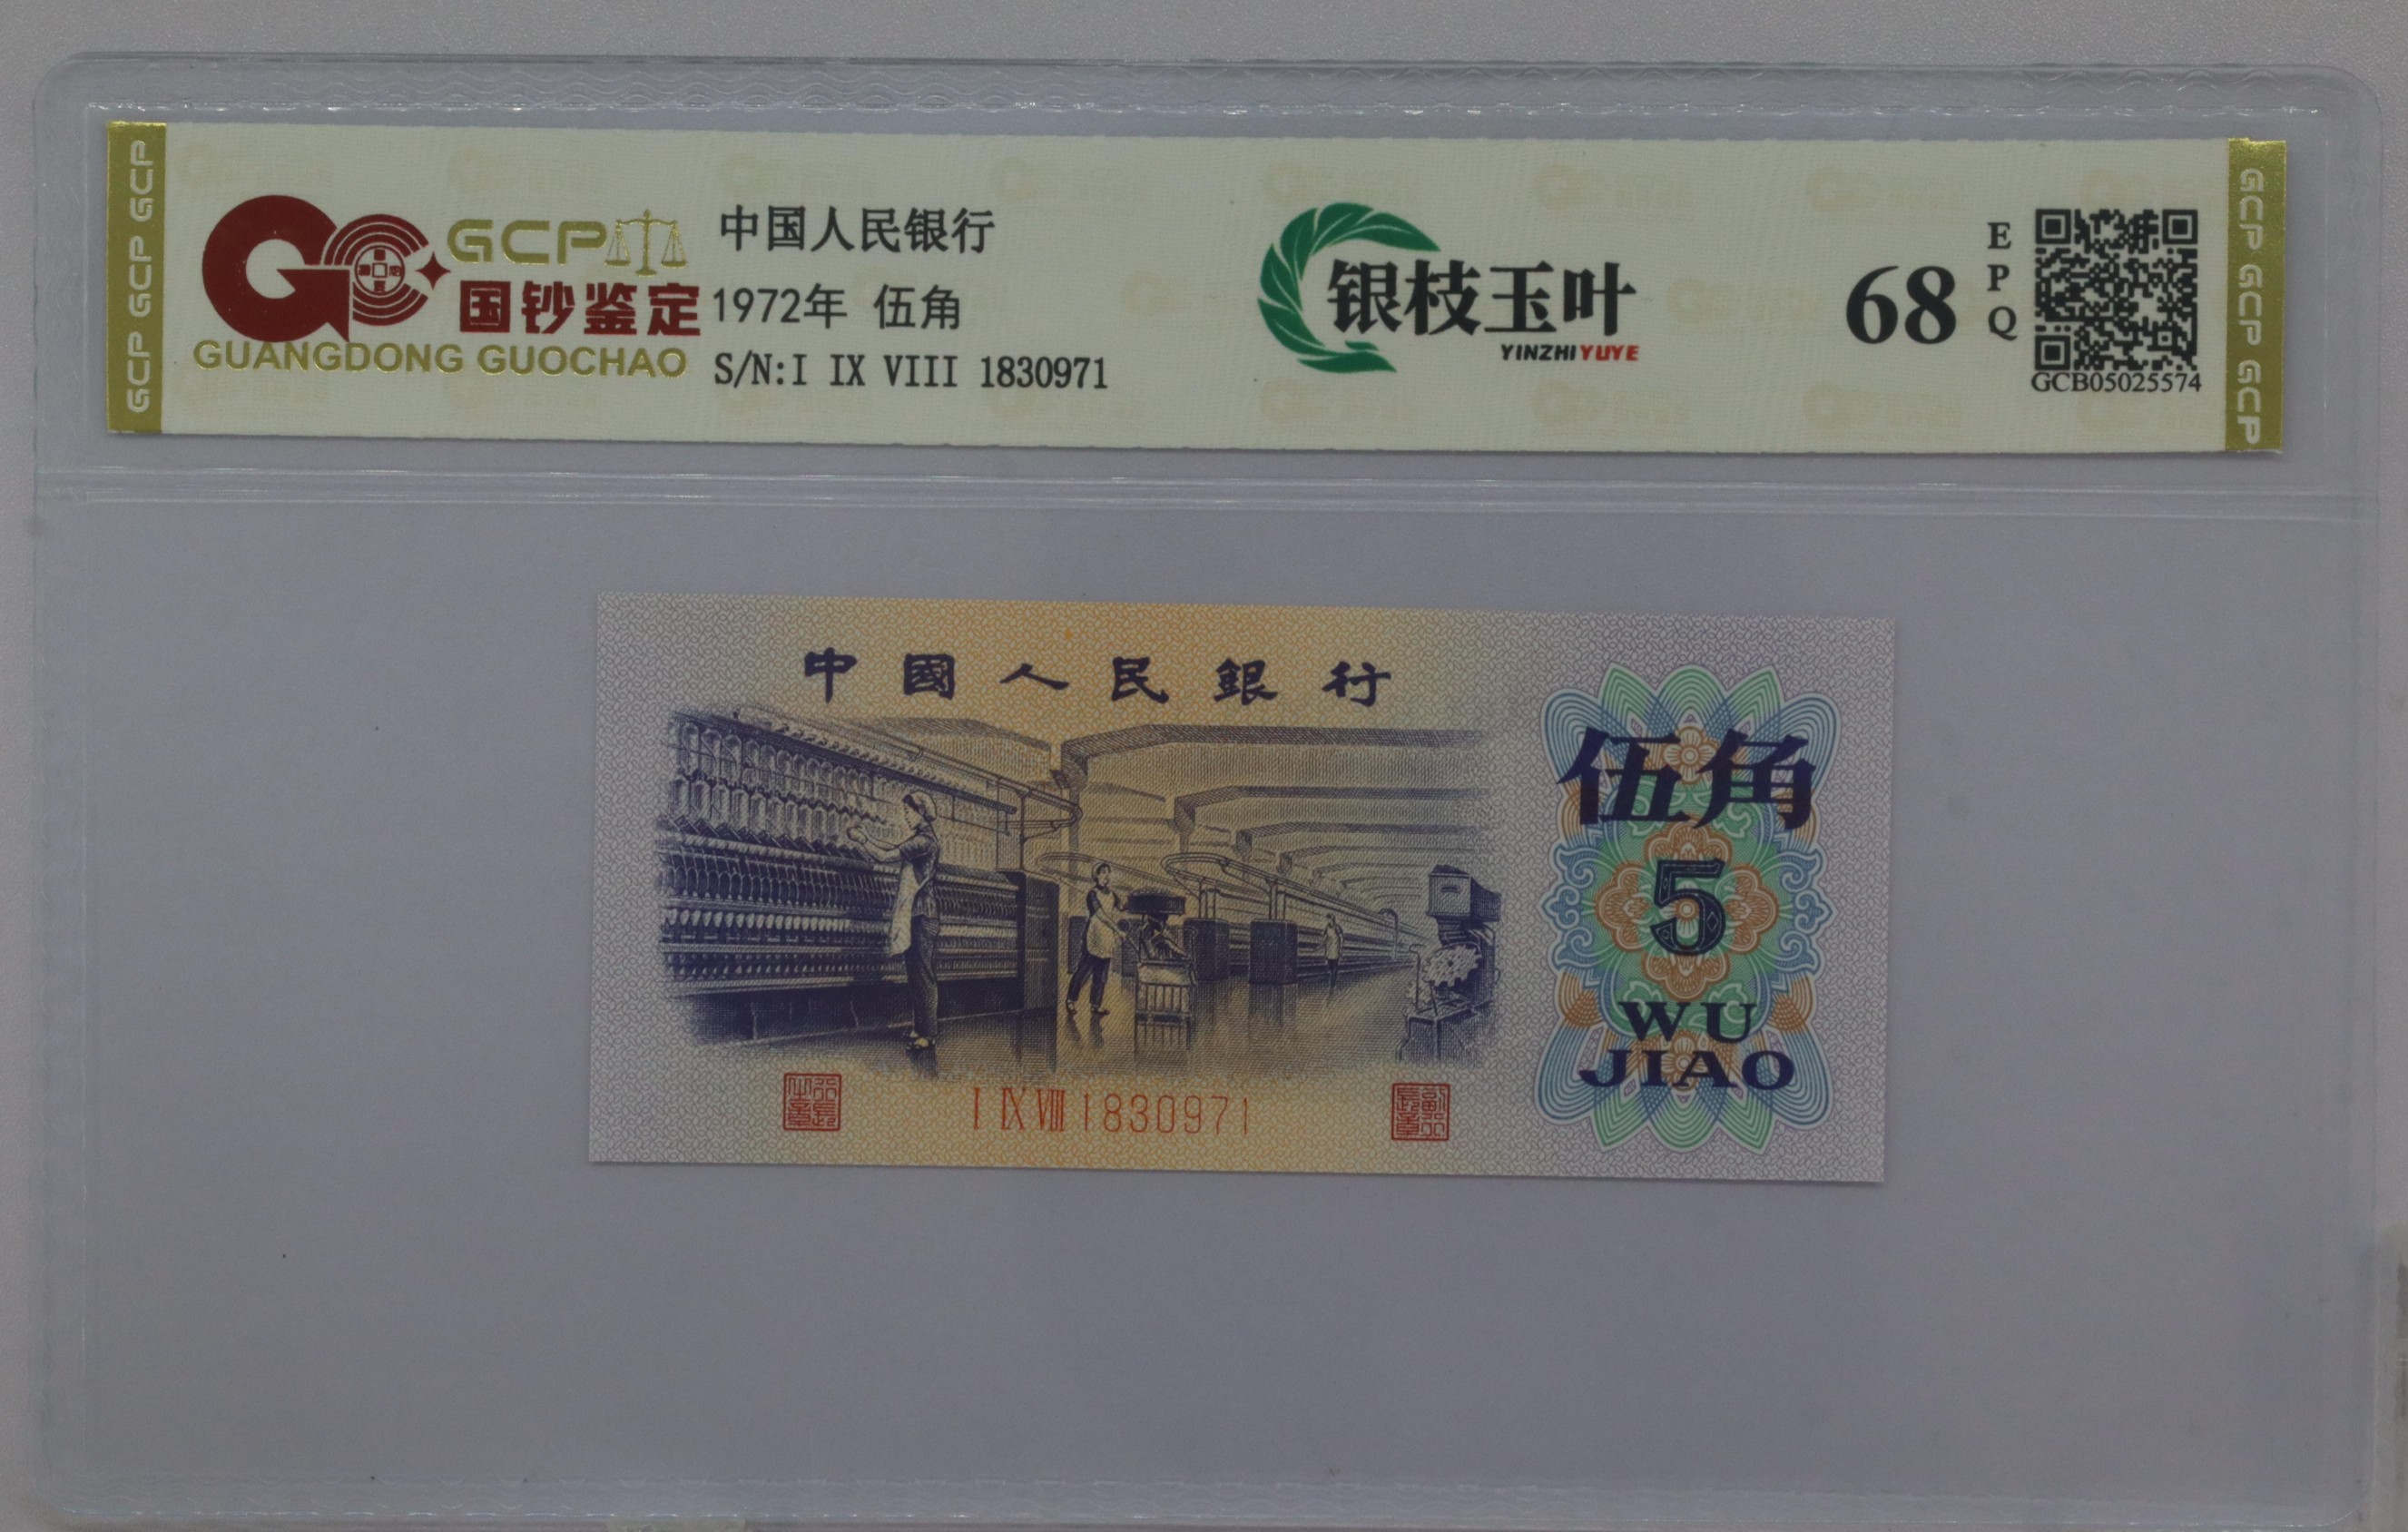 GCP GCP GCP
GCP
国钞鉴定
GUANGDONG GUOCHAO
中国人民银行
1972年 伍角
S/N:I IX VIII 1830971
银枝玉叶
YINZHIYUYE
68
EPQ
GCB05025574
GCP GCP GCP
中國人民銀行
伍角
5
WU
JIAO
I IX VIII 1830971